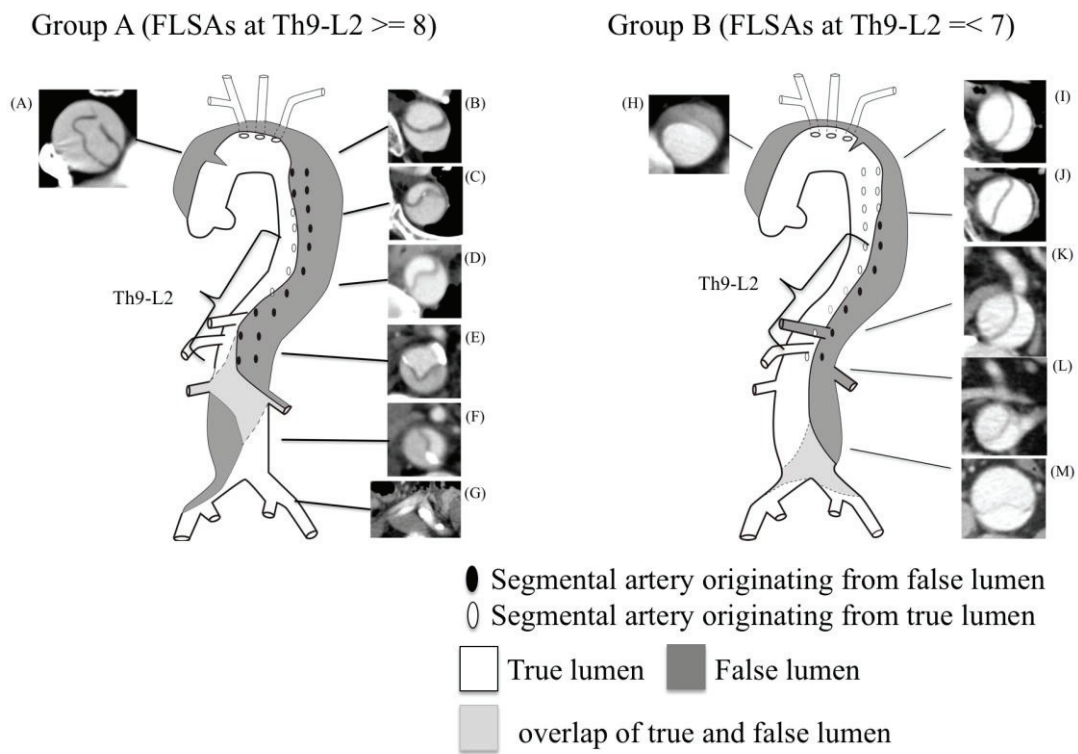 Group A (FLSAs at Th9-L2 >= 8)
Group B (FLSAs at Th9-L2 =< 7)
(A)
(B)
(C)
(D)
Th9-L2
(E)
(F)
(G)
(H)
(I)
(J)
(K)
Th9-L2
(L)
(M)
Segmental artery originating from false lumen
Segmental artery originating from true lumen
True lumen
False lumen
overlap of true and false lumen